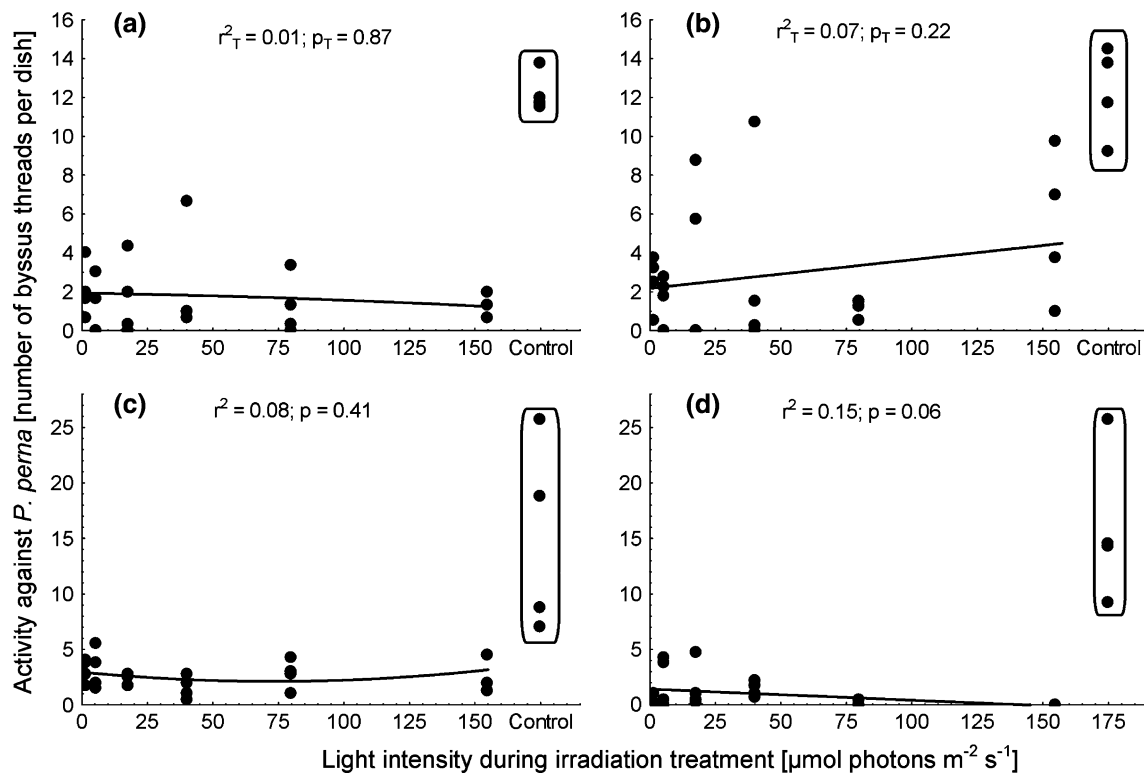 (a)
r²T = 0.01; pT = 0.87
16
14
12
10
8
6
4
2
0
0 25 50 75 100 125 150 Control
(b)
r²T = 0.07; pT = 0.22
16
14
12
10
8
6
4
2
0
0 25 50 75 100 125 150 Control
(c)
r² = 0.08; p = 0.41
25
20
15
10
5
0
0 25 50 75 100 125 150 Control
(d)
r² = 0.15; p = 0.06
25
20
15
10
5
0
0 25 50 75 100 125 150 175
Activity against P. perna [number of byssus threads per dish]
Light intensity during irradiation treatment [µmol photons m⁻² s⁻¹]